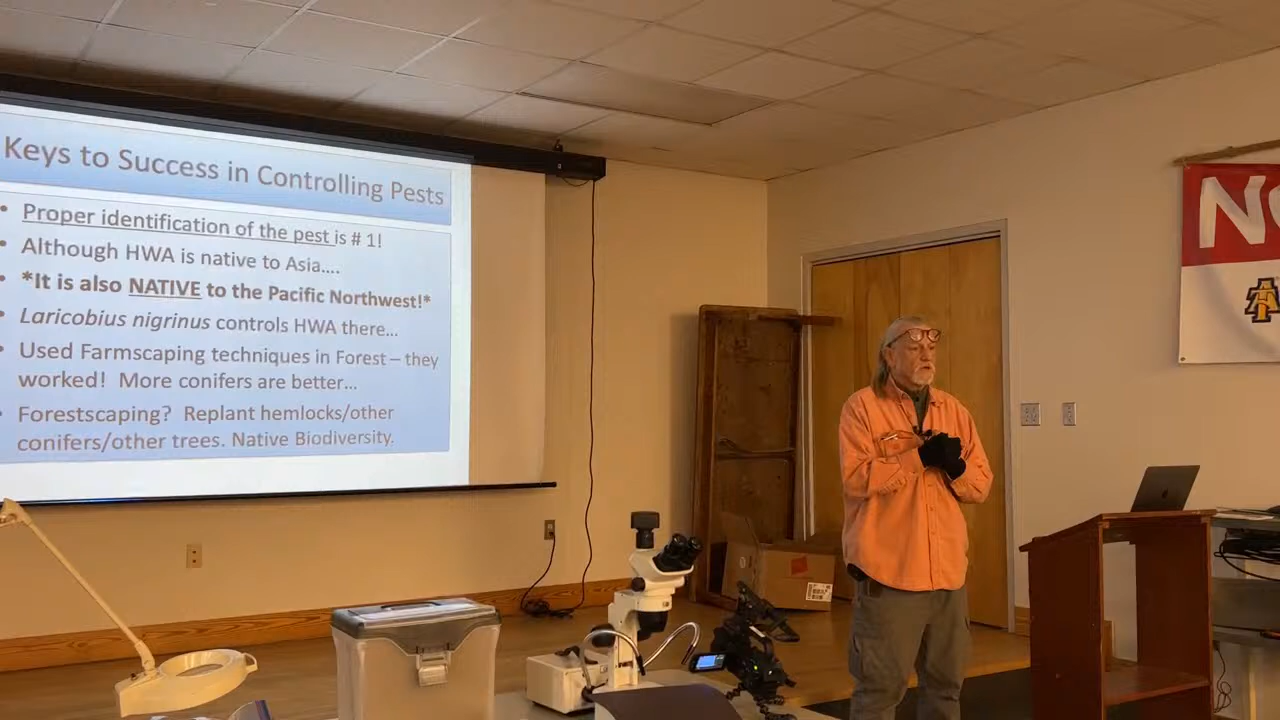 Keys to Success in Controlling Pests
• Proper identification of the pest is # 1!
• Although HWA is native to Asia....
• *It is also NATIVE to the Pacific Northwest!*
• Laricobius nigrinus controls HWA there...
• Used Farmscaping techniques in Forest – they
worked! More conifers are better...
• Forestscaping? Replant hemlocks/other
conifers/other trees. Native Biodiversity.